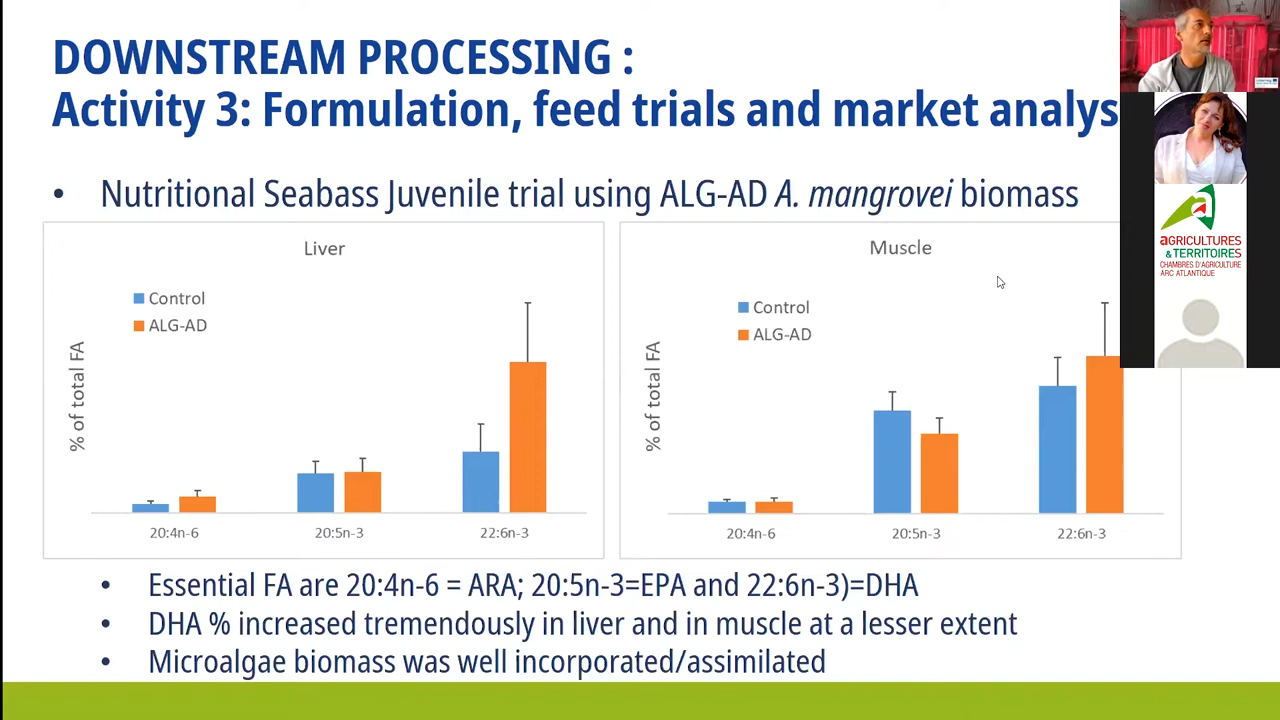 DOWNSTREAM PROCESSING :
Activity 3: Formulation, feed trials and market analys
• Nutritional Seabass Juvenile trial using ALG-AD A. mangrovei biomass
Liver
Control
ALG-AD
% of total FA
20:4n-6 20:5n-3 22:6n-3
Muscle
Control
ALG-AD
% of total FA
20:4n-6 20:5n-3 22:6n-3
• Essential FA are 20:4n-6 = ARA; 20:5n-3=EPA and 22:6n-3)=DHA
• DHA % increased tremendously in liver and in muscle at a lesser extent
• Microalgae biomass was well incorporated/assimilated
aGRICULTURES
& TERRITOIRES
CHAMBRES D'AGRICULTURE
ARC ATLANTIQUE